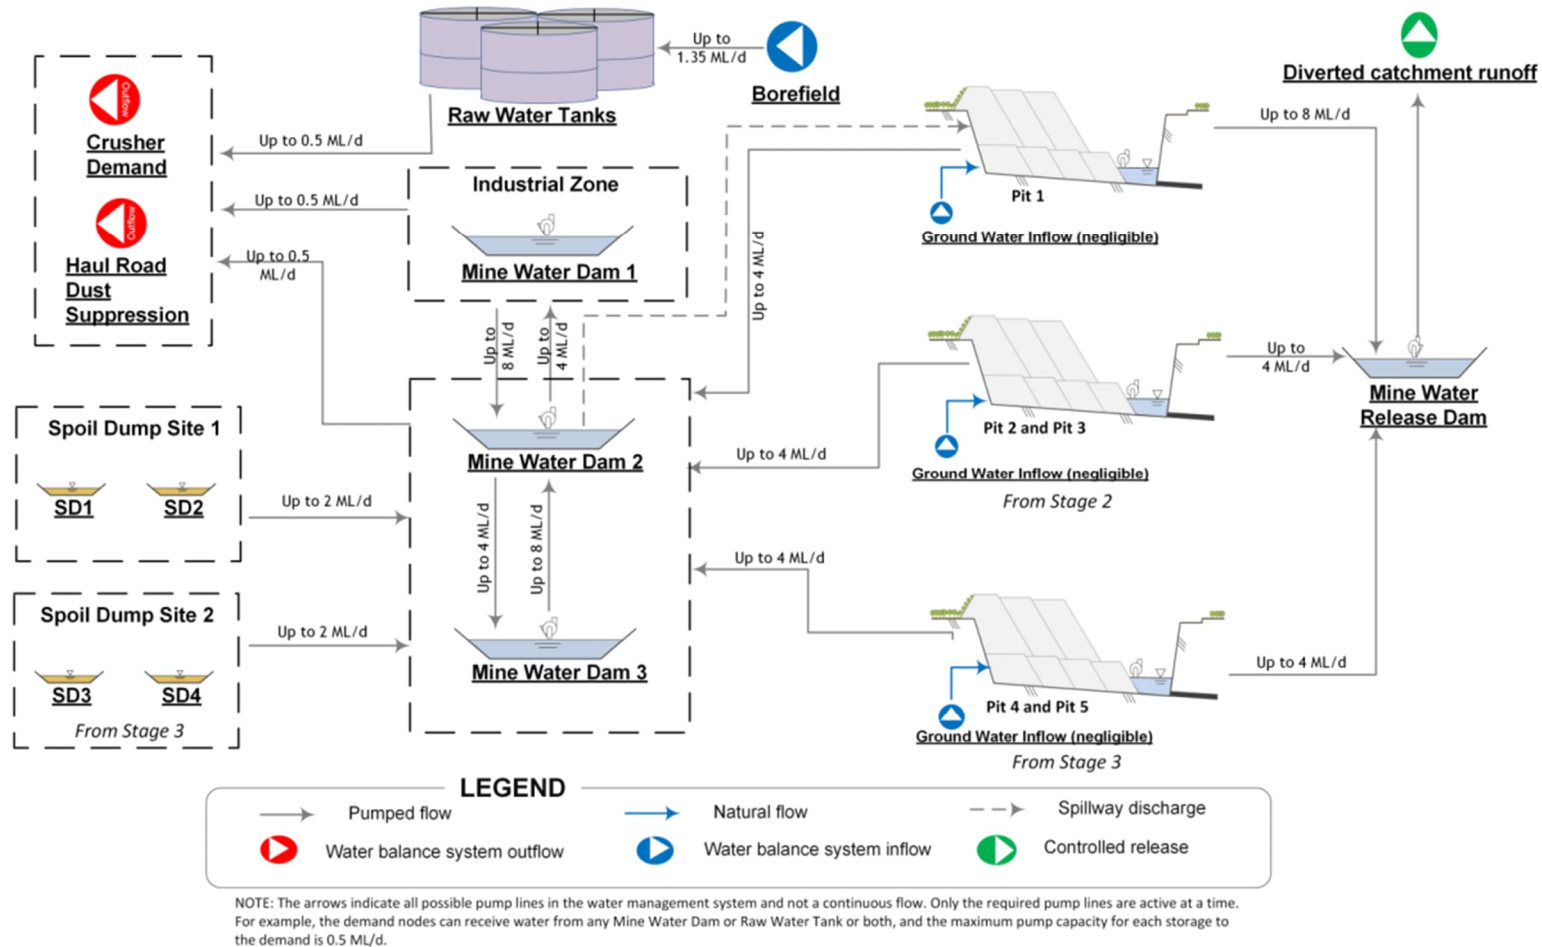 Up to
1.35 ML/d
Borefield
Raw Water Tanks
Diverted catchment runoff
Outflow
Crusher
Demand
Outflow
Haul Road
Dust
Suppression
Up to 0.5 ML/d
Up to 0.5 ML/d
Up to 0.5
ML/d
Industrial Zone
Mine Water Dam 1
Up to
8 ML/d
Up to
4 ML/d
Up to 4 ML/d
Pit 1
Ground Water Inflow (negligible)
Up to 8 ML/d
Spoil Dump Site 1
SD1
SD2
Up to 2 ML/d
Mine Water Dam 2
Up to 4 ML/d
Up to 8 ML/d
Mine Water Dam 3
Up to 4 ML/d
Pit 2 and Pit 3
Ground Water Inflow (negligible)
From Stage 2
Up to
4 ML/d
Mine Water
Release Dam
Spoil Dump Site 2
SD3
SD4
From Stage 3
Up to 2 ML/d
Up to 4 ML/d
Pit 4 and Pit 5
Ground Water Inflow (negligible)
From Stage 3
Up to 4 ML/d
LEGEND
Pumped flow
Natural flow
Spillway discharge
Water balance system outflow
Water balance system inflow
Controlled release
NOTE: The arrows indicate all possible pump lines in the water management system and not a continuous flow. Only the required pump lines are active at a time.
For example, the demand nodes can receive water from any Mine Water Dam or Raw Water Tank or both, and the maximum pump capacity for each storage to
the demand is 0.5 ML/d.